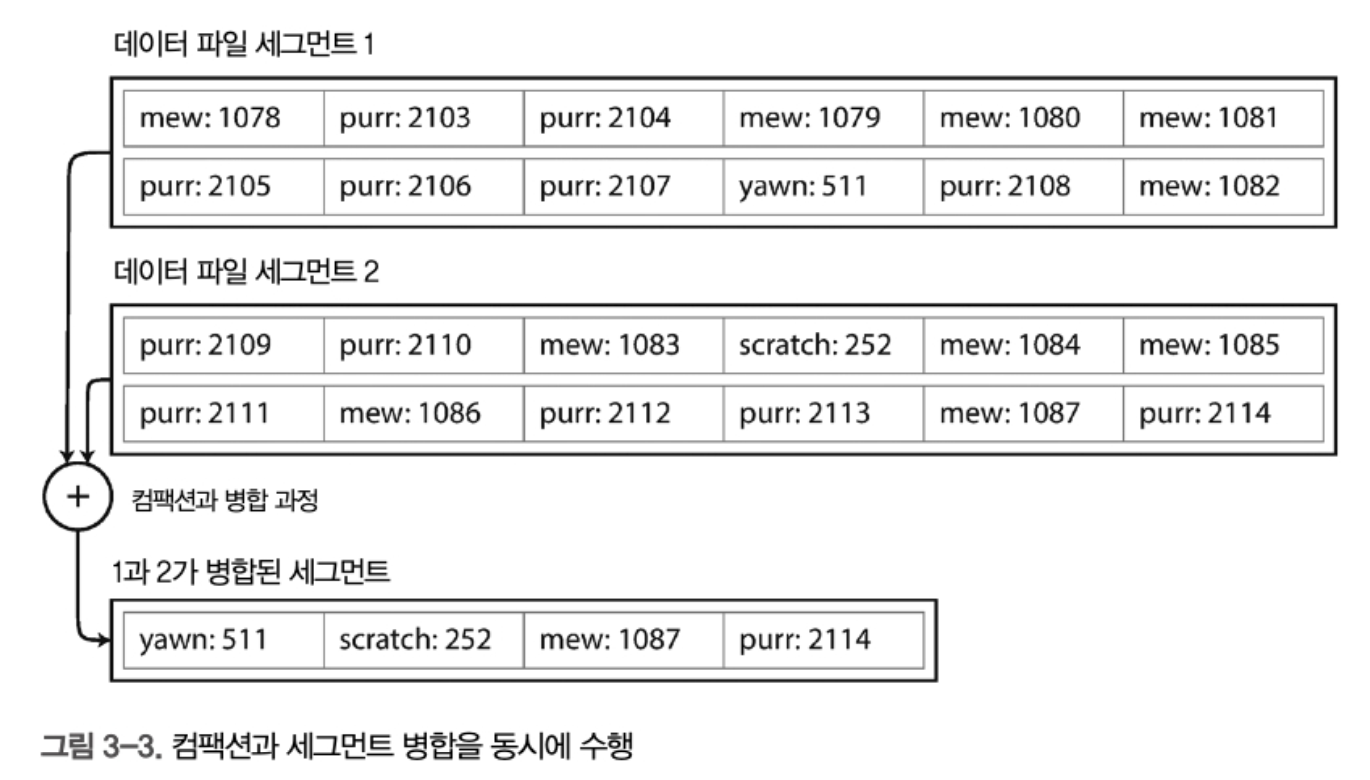 데이터 파일 세그먼트 1
mew: 1078 purr: 2103 purr: 2104 mew: 1079 mew: 1080 mew: 1081
purr: 2105 purr: 2106 purr: 2107 yawn: 511 purr: 2108 mew: 1082
데이터 파일 세그먼트 2
purr: 2109 purr: 2110 mew: 1083 scratch: 252 mew: 1084 mew: 1085
purr: 2111 mew: 1086 purr: 2112 purr: 2113 mew: 1087 purr: 2114
+ 컴팩션과 병합 과정
1과 2가 병합된 세그먼트
yawn: 511 scratch: 252 mew: 1087 purr: 2114
그림 3-3. 컴팩션과 세그먼트 병합을 동시에 수행